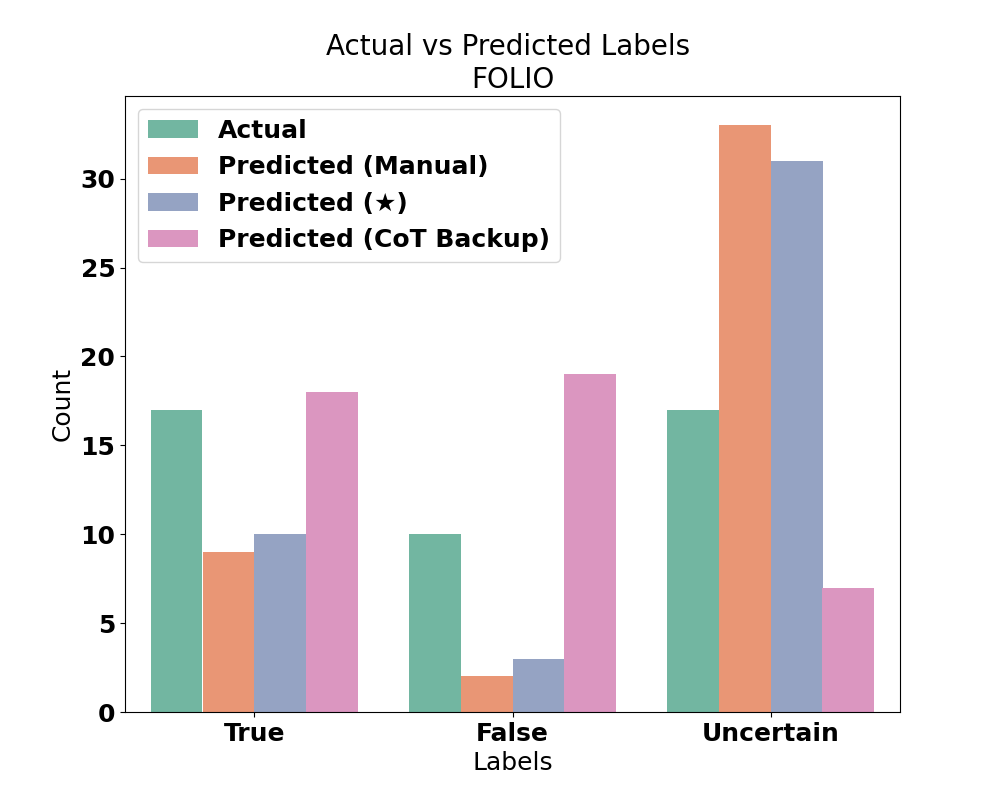 Actual vs Predicted Labels
FOLIO
Actual
Predicted (Manual)
Predicted (★)
Predicted (CoT Backup)
Count
30
25
20
15
10
5
0
True
False
Uncertain
Labels